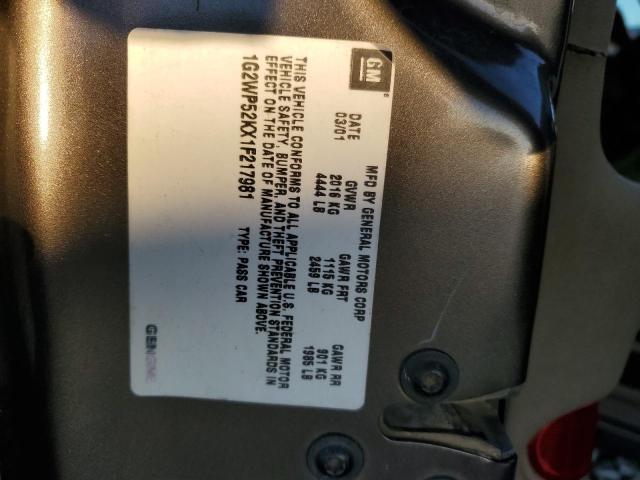 GM
MFD BY GENERAL MOTORS CORP
DATE GVWR GAWR FRT GAWR RR
03/01 2016 KG 1115 KG 901 KG
4444 LB 2459 LB 1985 LB
THIS VEHICLE CONFORMS TO ALL APPLICABLE U.S. FEDERAL MOTOR
VEHICLE SAFETY, BUMPER, AND THEFT PREVENTION STANDARDS IN
EFFECT ON THE DATE OF MANUFACTURE SHOWN ABOVE.
1G2WP52KX1F217981 TYPE: PASS CAR